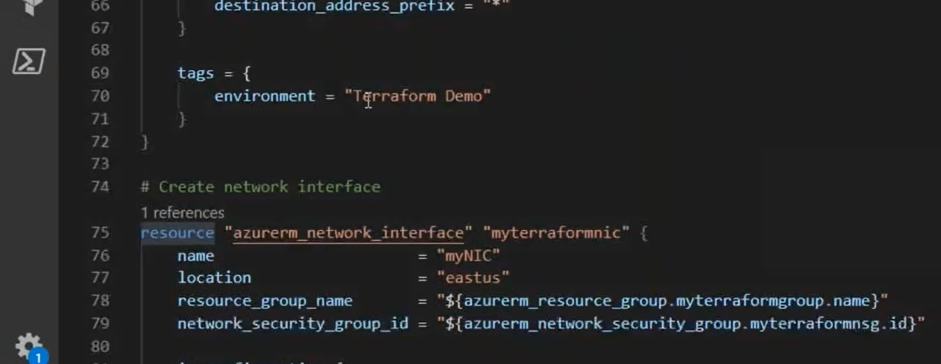 66 destination_address_prefix = "*"
67 }
68
69 tags = {
70 environment = "Terraform Demo"
71 }
72 }
73
74 # Create network interface
1 references
75 resource "azurerm_network_interface" "myterraformnic" {
76 name = "myNIC"
77 location = "eastus"
78 resource_group_name = "${azurerm_resource_group.myterraformgroup.name}"
79 network_security_group_id = "${azurerm_network_security_group.myterraformnsg.id}"
80
1